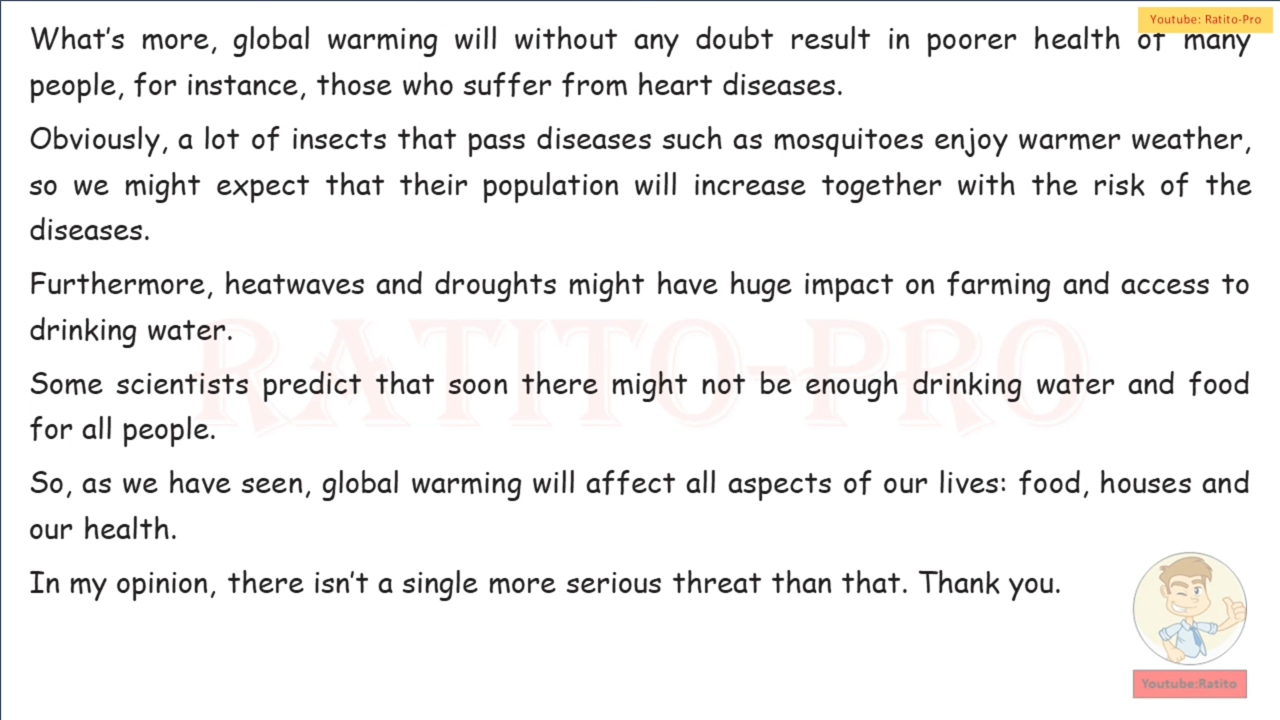 Youtube: Ratito-Pro
What's more, global warming will without any doubt result in poorer health of many
people, for instance, those who suffer from heart diseases.
Obviously, a lot of insects that pass diseases such as mosquitoes enjoy warmer weather,
so we might expect that their population will increase together with the risk of the
diseases.
Furthermore, heatwaves and droughts might have huge impact on farming and access to
drinking water.
RATITO-PRO
Some scientists predict that soon there might not be enough drinking water and food
for all people.
So, as we have seen, global warming will affect all aspects of our lives: food, houses and
our health.
In my opinion, there isn't a single more serious threat than that. Thank you.
Youtube:Ratito